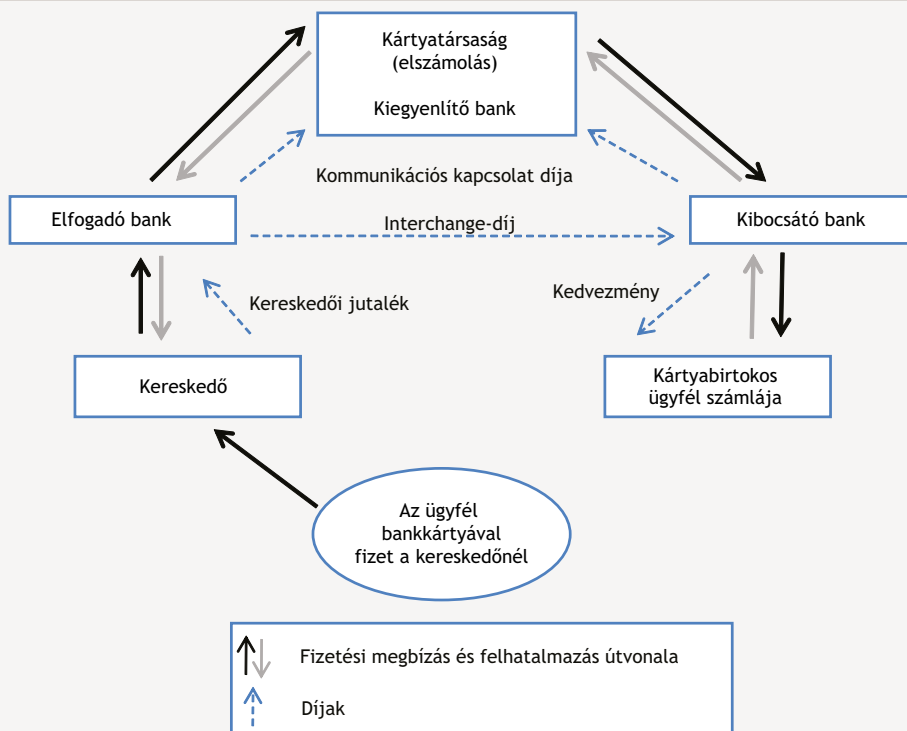 Kártyatársaság
(elszámolás)
Kiegyenlítő bank
Kommunikációs kapcsolat díja
Elfogadó bank
Interchange-díj
Kibocsátó bank
Kereskedői jutalék
Kedvezmény
Kereskedő
Kártyabirtokos
ügyfél számlája
Az ügyfél
bankkártyával
fizet a kereskedőnél
Fizetési megbízás és felhatalmazás útvonala
Díjak